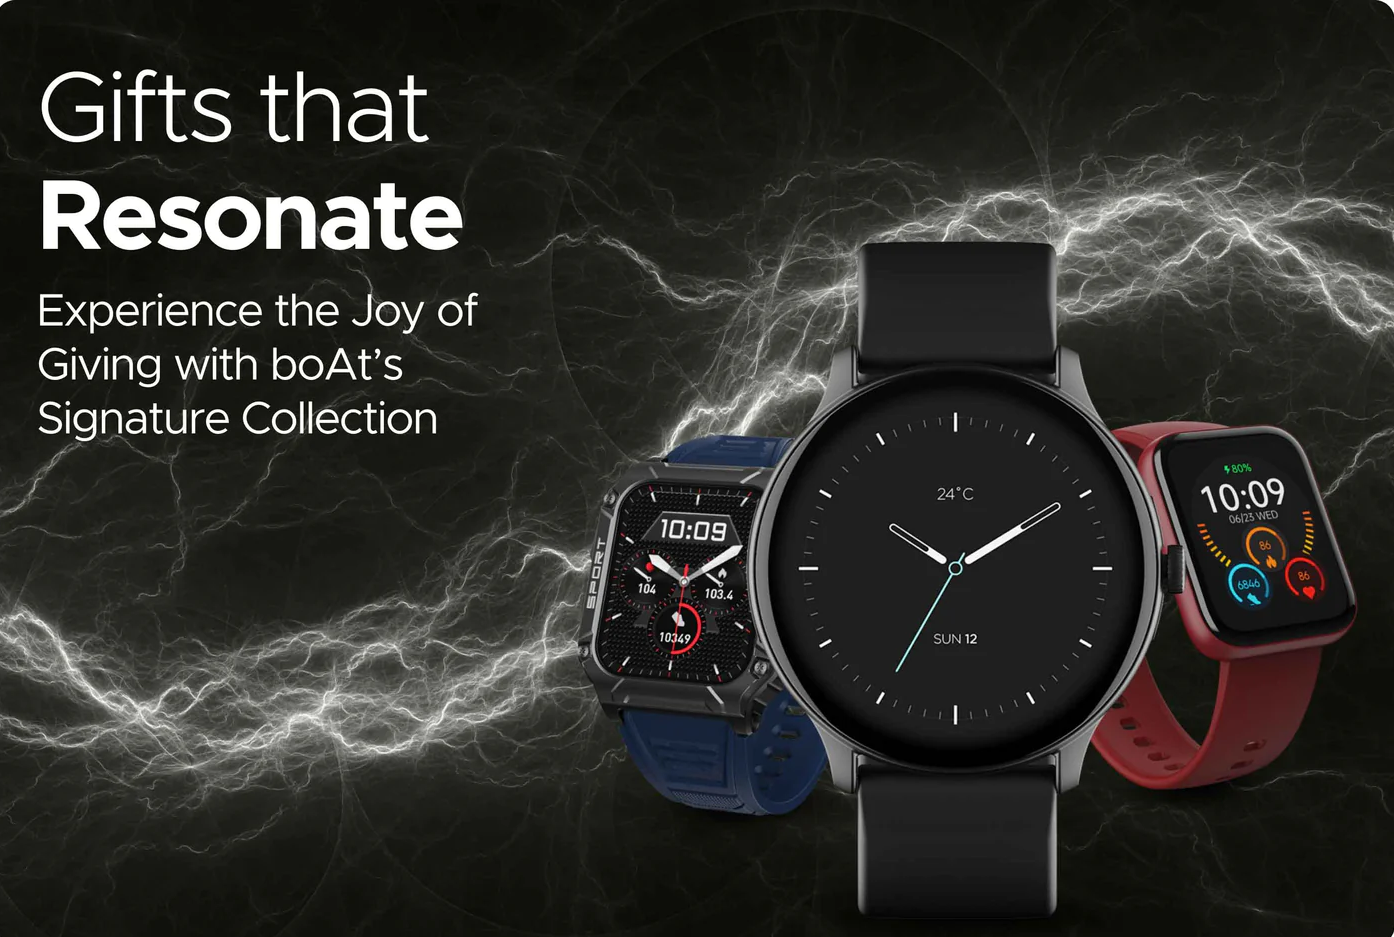 Gifts that
Resonate
Experience the Joy of
Giving with boAt’s
Signature Collection
SPORT
10:09
104
103.4
10349
24°C
SUN 12
80%
10:09
06/23 WED
86
6846
86